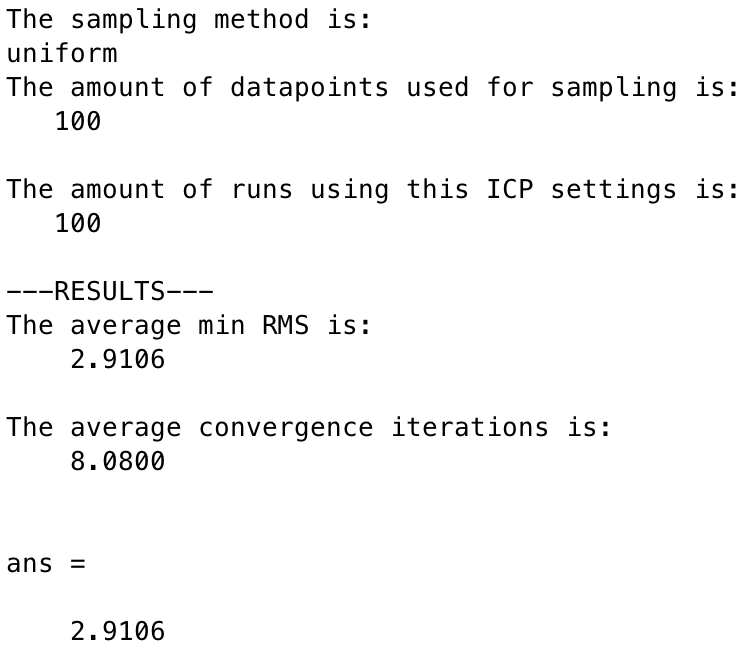 The sampling method is:
uniform
The amount of datapoints used for sampling is:
100
The amount of runs using this ICP settings is:
100
---RESULTS---
The average min RMS is:
2.9106
The average convergence iterations is:
8.0800
ans =
2.9106